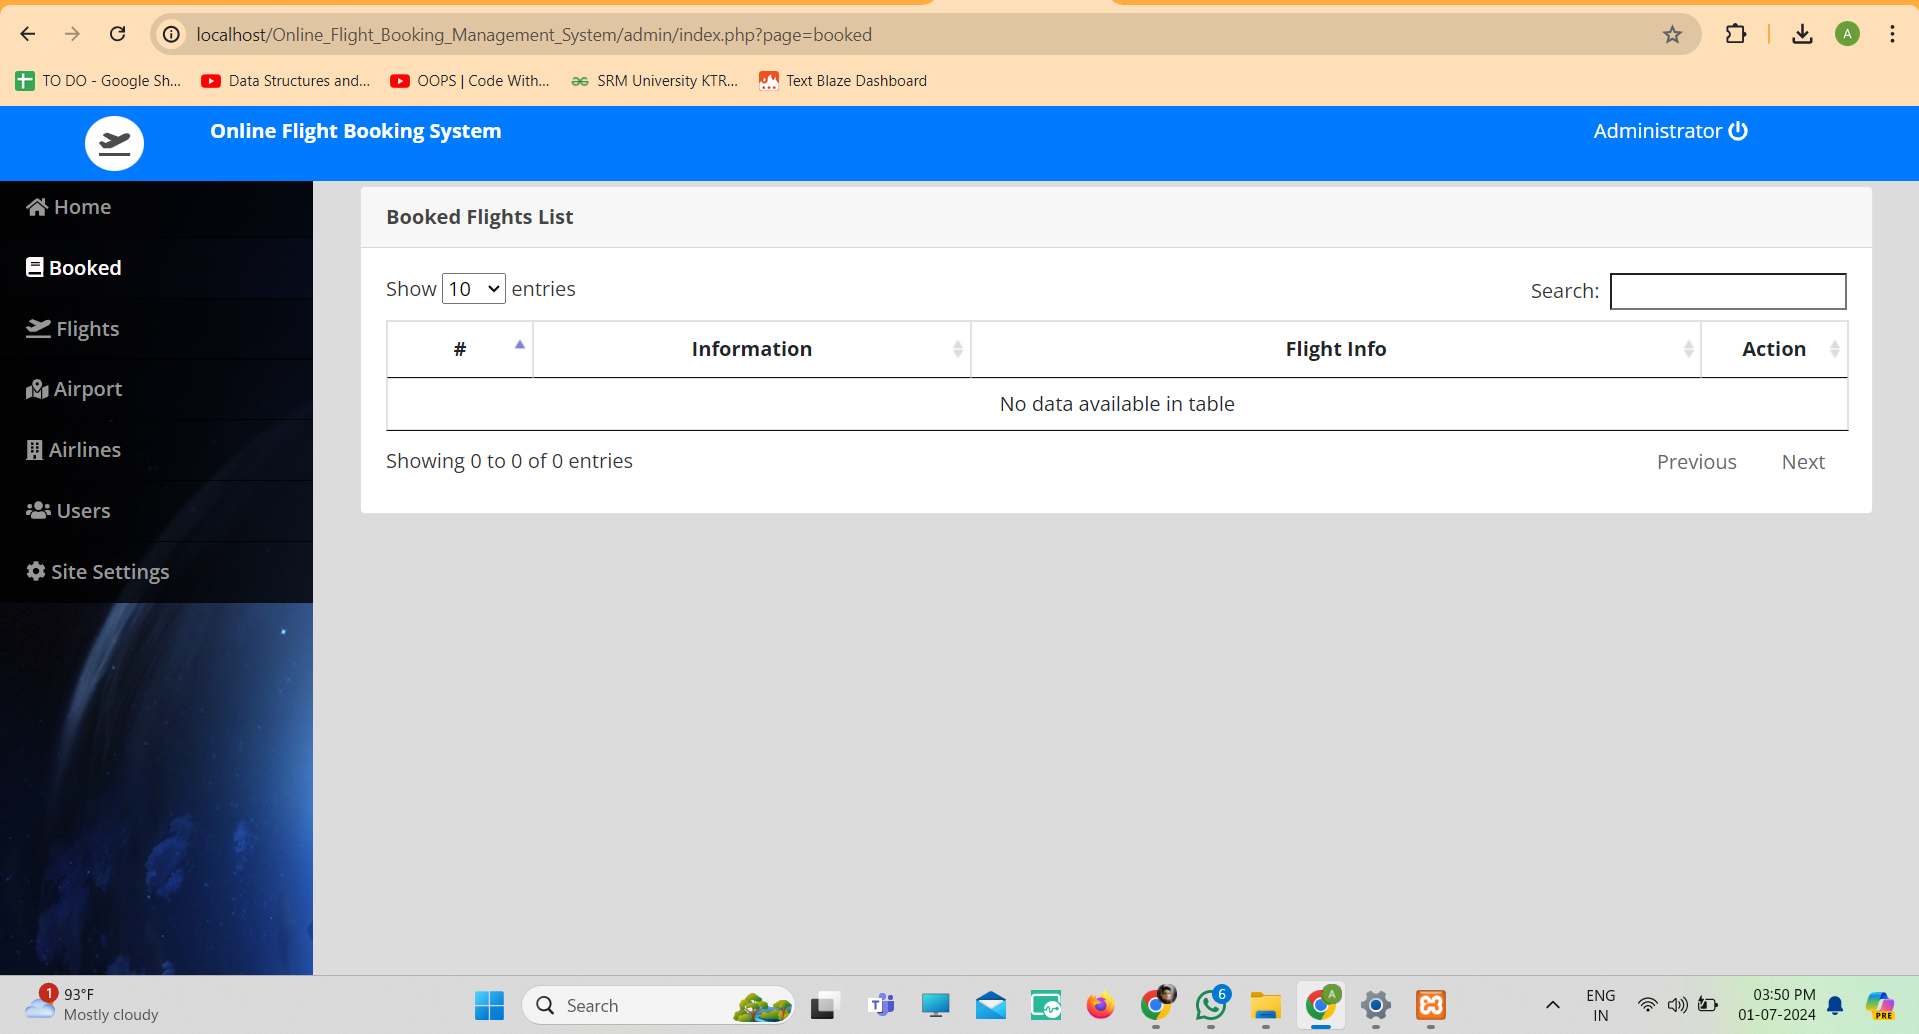 localhost/Online_Flight_Booking_Management_System/admin/index.php?page=booked
A
TO DO - Google Sh...
Data Structures and...
OOPS | Code With...
SRM University KTR...
Text Blaze Dashboard
Online Flight Booking System
Administrator
Home
Booked
Flights
Airport
Airlines
Users
Site Settings
Booked Flights List
Show 10 entries
Search:
# Information Flight Info Action
No data available in table
Showing 0 to 0 of 0 entries
Previous Next
1
93°F
Mostly cloudy
Search
T
6
A
ENG
IN
03:50 PM
01-07-2024
PRE